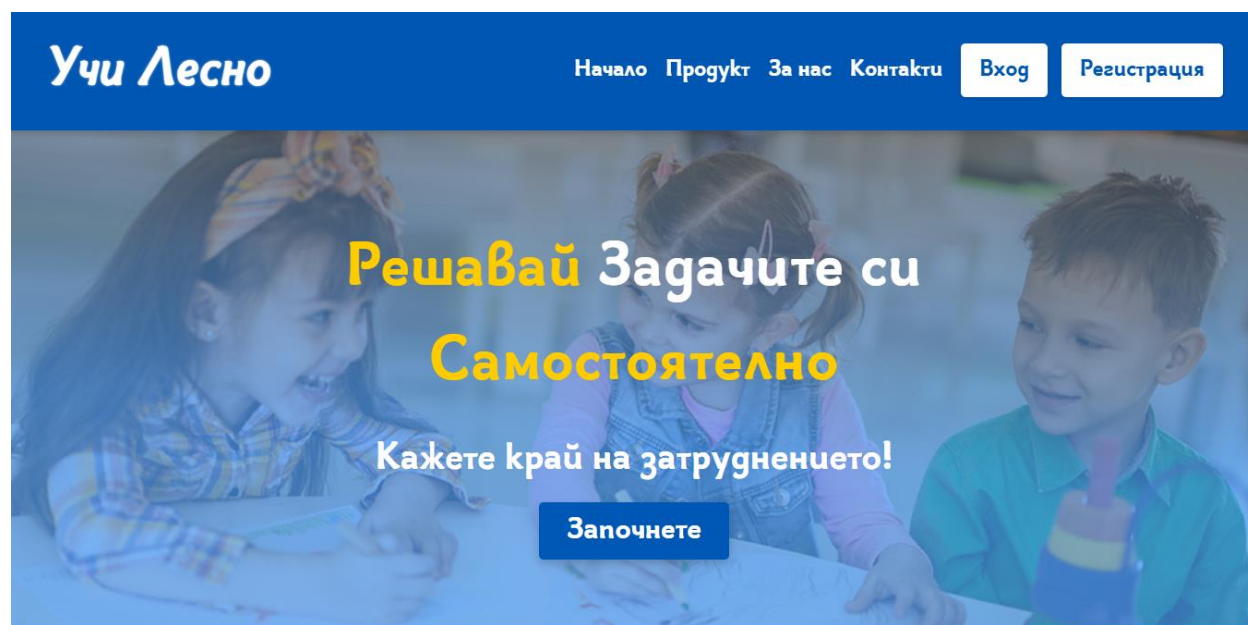 Учи Лесно
Начало Продукт За нас Контакти Вход Регистрация
Решавай Задачите си
Самостоятелно
Кажете край на затруднението!
Започнете